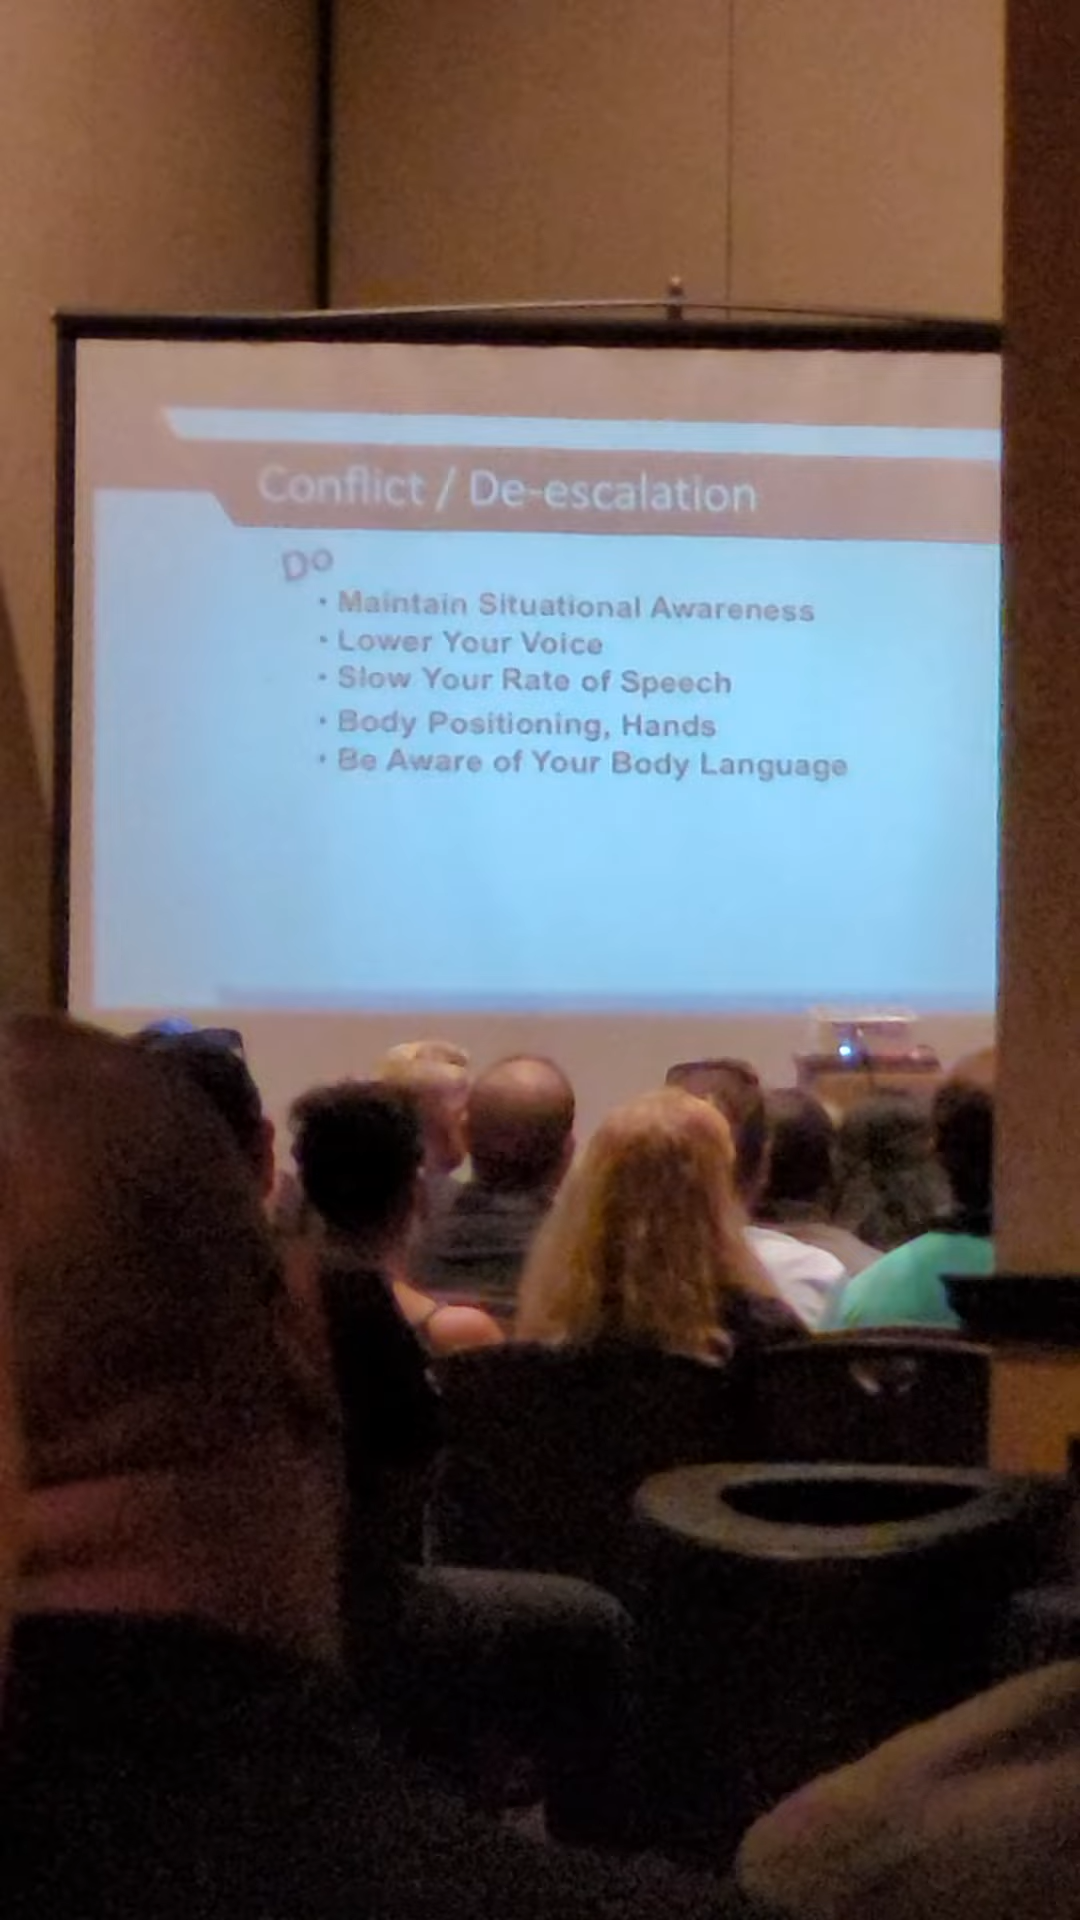 Conflict / De-escalation
Do
• Maintain Situational Awareness
• Lower Your Voice
• Slow Your Rate of Speech
• Body Positioning, Hands
• Be Aware of Your Body Language